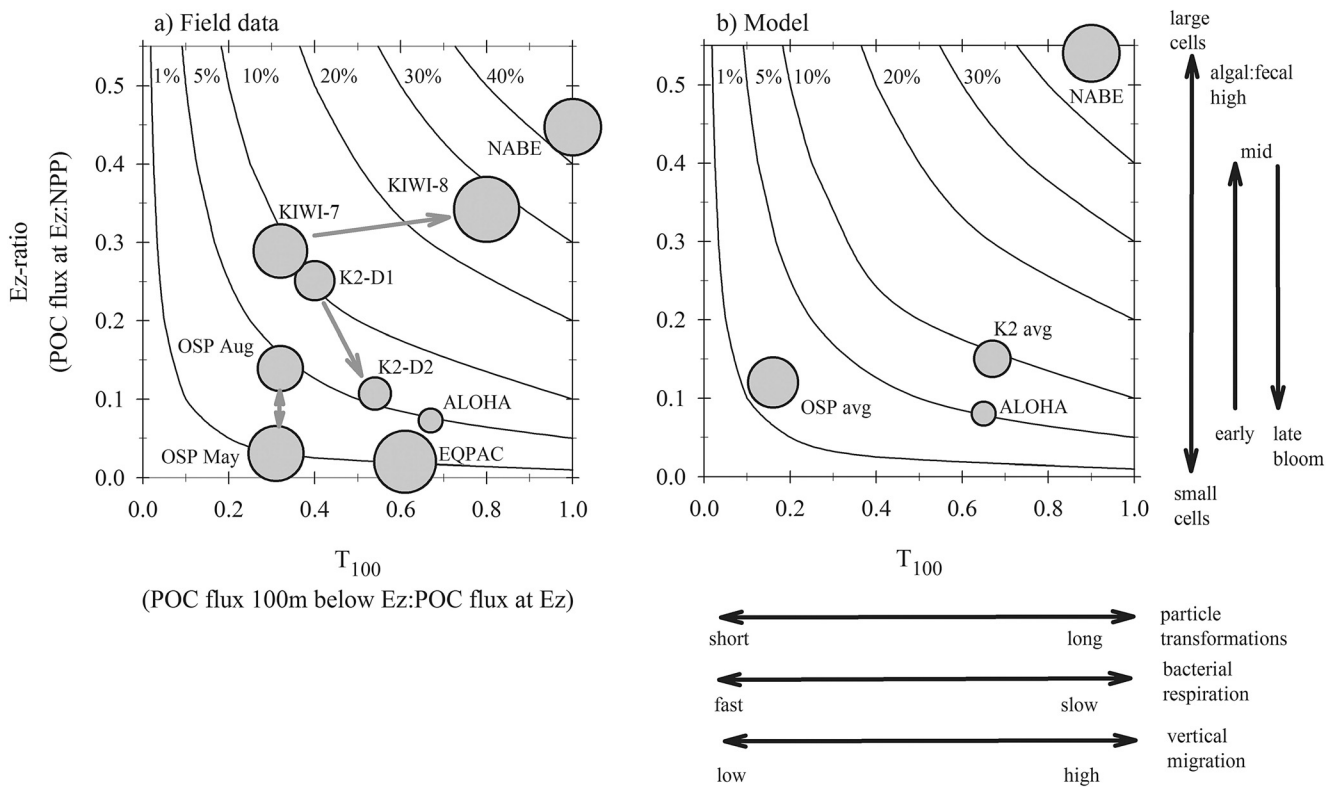 a) Field data
1%
5%
10%
20%
30%
40%
NABE
KIWI-8
KIWI-7
K2-D1
OSP Aug
K2-D2
ALOHA
OSP May
EQPAC
0.5
0.4
0.3
0.2
0.1
0.0
Ez-ratio
(POC flux at Ez:NPP)
0.0 0.2 0.4 0.6 0.8 1.0
T100
(POC flux 100m below Ez:POC flux at Ez)
b) Model
1%
5%
10%
20%
30%
NABE
K2 avg
OSP avg
ALOHA
0.5
0.4
0.3
0.2
0.1
0.0
0.0 0.2 0.4 0.6 0.8 1.0
T100
large
cells
algal:fecal
high
mid
early
late
bloom
small
cells
short
long
particle
transformations
fast
slow
bacterial
respiration
low
high
vertical
migration